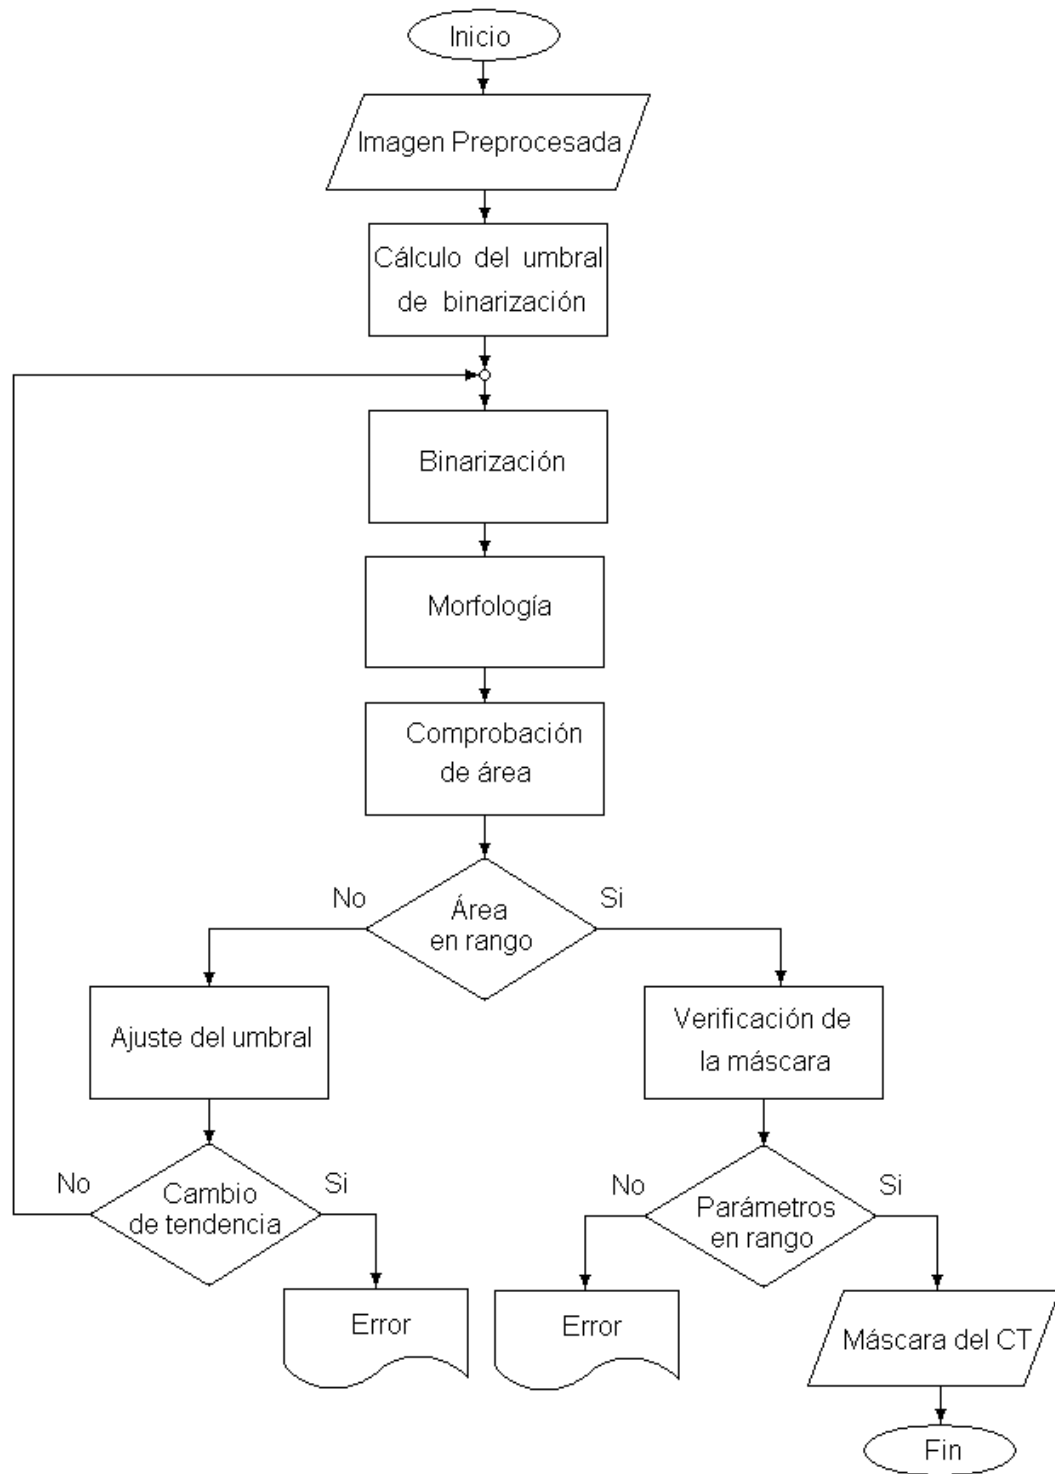 Inicio
Imagen Preprocesada
Cálculo del umbral
de binarización
Binarización
Morfología
Comprobación
de área
No
Si
Área
en rango
Ajuste del umbral
Verificación de
la máscara
No
Si
Cambio
de tendencia
No
Si
Parámetros
en rango
Error
Error
Máscara del CT
Fin